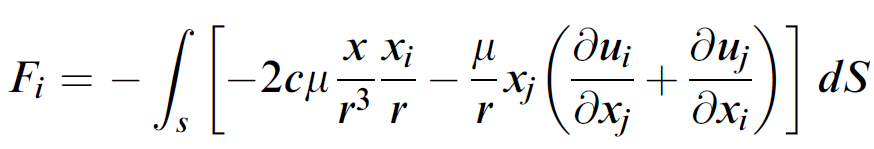 F_i = - \int_s \left[ -2c\mu \frac{x}{r^3} \frac{x_i}{r} - \frac{\mu}{r} x_j \left( \frac{\partial u_i}{\partial x_j} + \frac{\partial u_j}{\partial x_i} \right) \right] dS